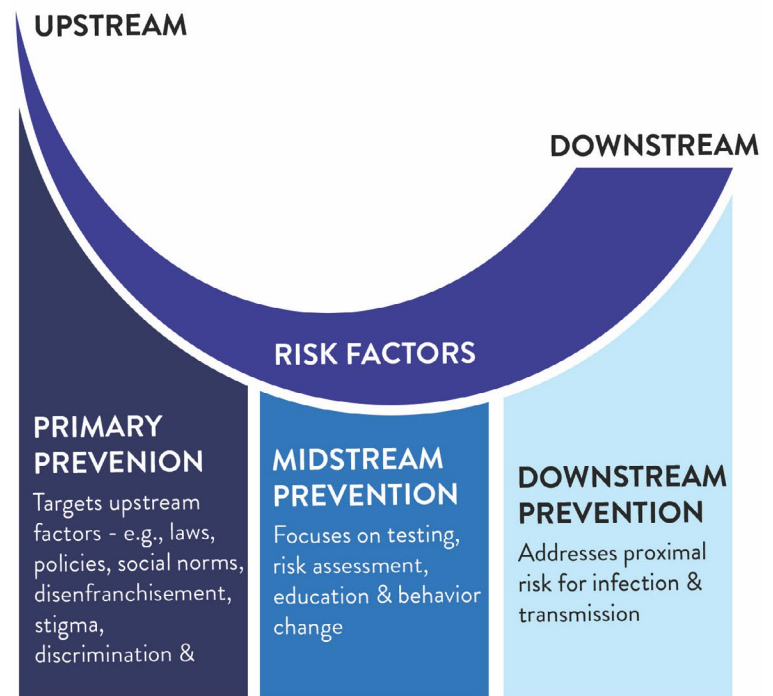 UPSTREAM
DOWNSTREAM
RISK FACTORS
PRIMARY
PREVENION
Targets upstream
factors - e.g., laws,
policies, social norms,
disenfranchisement,
stigma,
discrimination &
MIDSTREAM
PREVENTION
Focuses on testing,
risk assessment,
education & behavior
change
DOWNSTREAM
PREVENTION
Addresses proximal
risk for infection &
transmission